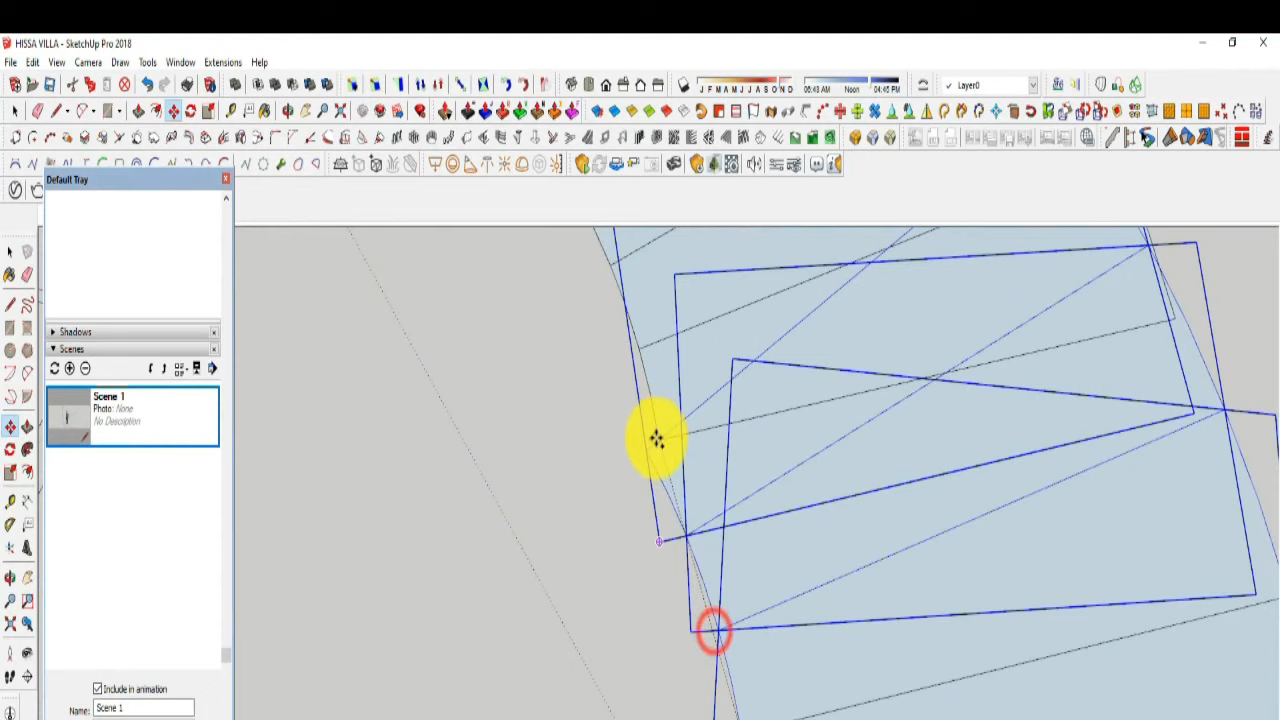 HISSA VILLA - SketchUp Pro 2018
File Edit View Camera Draw Tools Window Extensions Help
J F M A M J J A S O N D
06:43 AM Noon 04:45 PM
Layer0
Default Tray
Shadows
Scenes
Scene 1
Photo: None
No Description
Include in animation
Name: Scene 1